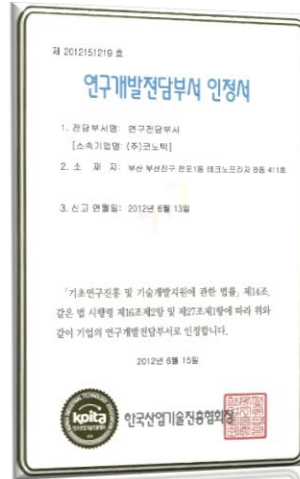 제 2012151219 호
연구개발전담부서 인정서
1. 전담부서명: 연구전담부서
[소속기업명: (주)코노텍]
2. 소 재 지: 부산 부산진구 전포1동 테크노프라자 B동 411호
3. 신고 연월일: 2012년 6월 13일
「기초연구진흥 및 기술개발지원에 관한 법률」 제14조,
같은 법 시행령 제16조제2항 및 제27조제1항에 따라 위와
같이 기업의 연구개발전담부서로 인정합니다.
2012년 6월 15일
koita
한국산업기술진흥협회장